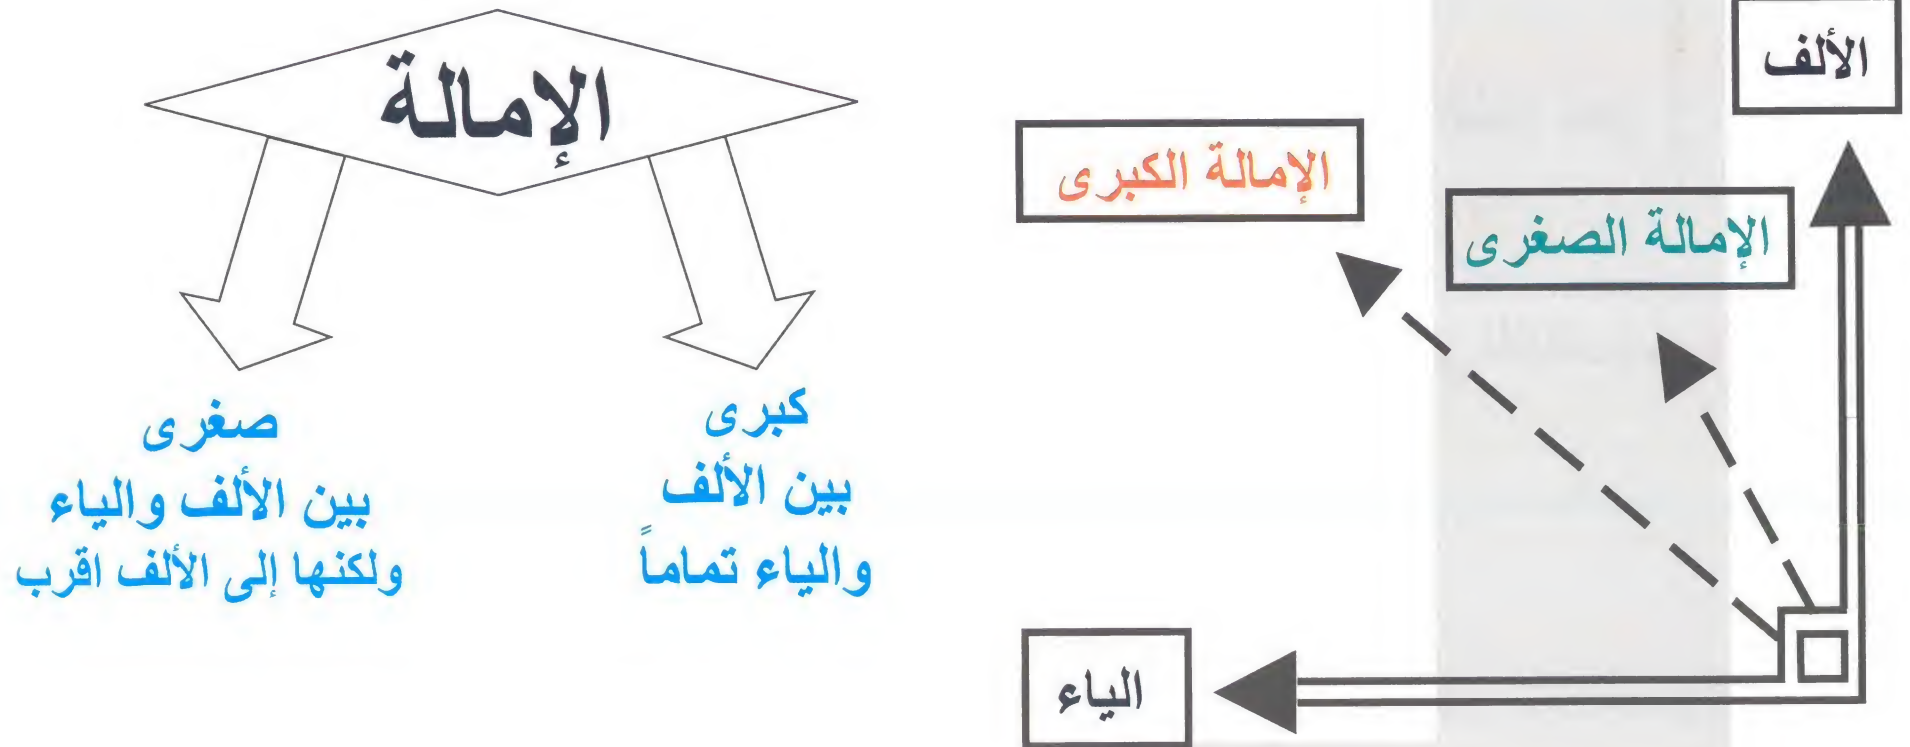 الألف
الإمالة الكبرى
الإمالة الصغرى
الياء
الإمالة
كبرى
بين الألف
والياء تماماً
صغرى
بين الألف والياء
ولكنها إلى الألف اقرب